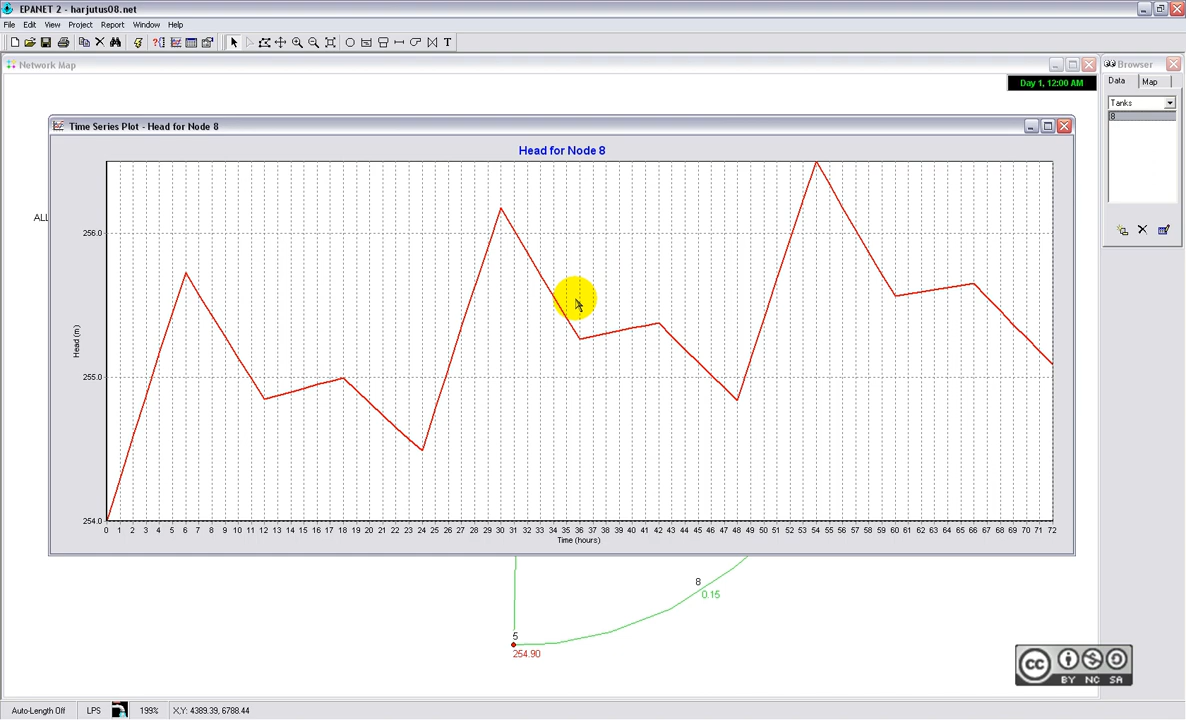 EPANET 2 - harjutus08.net
File Edit View Project Report Window Help
T
Network Map
Browser
Day 1, 12:00 AM
Data Map
Tanks
8
Time Series Plot - Head for Node 8
Head for Node 8
ALL
256.0
255.0
254.0
Head (m)
0 1 2 3 4 5 6 7 8 9 10 11 12 13 14 15 16 17 18 19 20 21 22 23 24 25 26 27 28 29 30 31 32 33 34 35 36 37 38 39 40 41 42 43 44 45 46 47 48 49 50 51 52 53 54 55 56 57 58 59 60 61 62 63 64 65 66 67 68 69 70 71 72
Time (hours)
8
0.15
5
254.90
cc
BY NC SA
Auto-Length Off LPS 199% X,Y: 4389.39, 6788.44